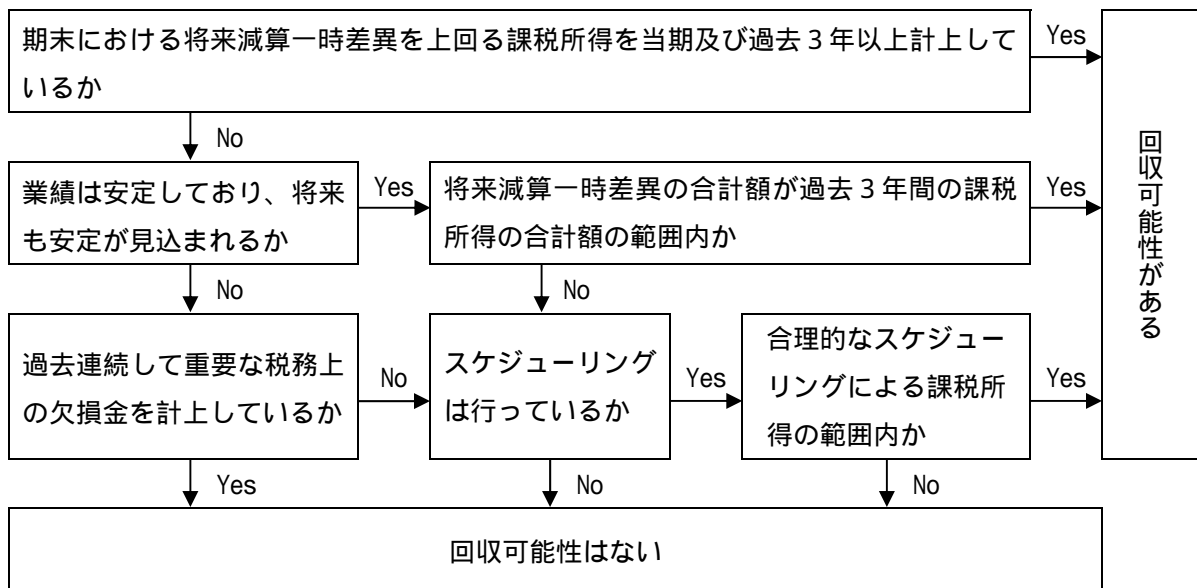 期末における将来減算一時差異を上回る課税所得を当期及び過去3年以上計上して
いるか
Yes
No
業績は安定しており、将来
も安定が見込まれるか
Yes
将来減算一時差異の合計額が過去3年間の課税
所得の合計額の範囲内か
Yes
No
No
過去連続して重要な税務上
の欠損金を計上しているか
No
スケジューリング
は行っているか
Yes
合理的なスケジュー
リングによる課税所
得の範囲内か
Yes
Yes
No
No
回収可能性がある
回収可能性はない